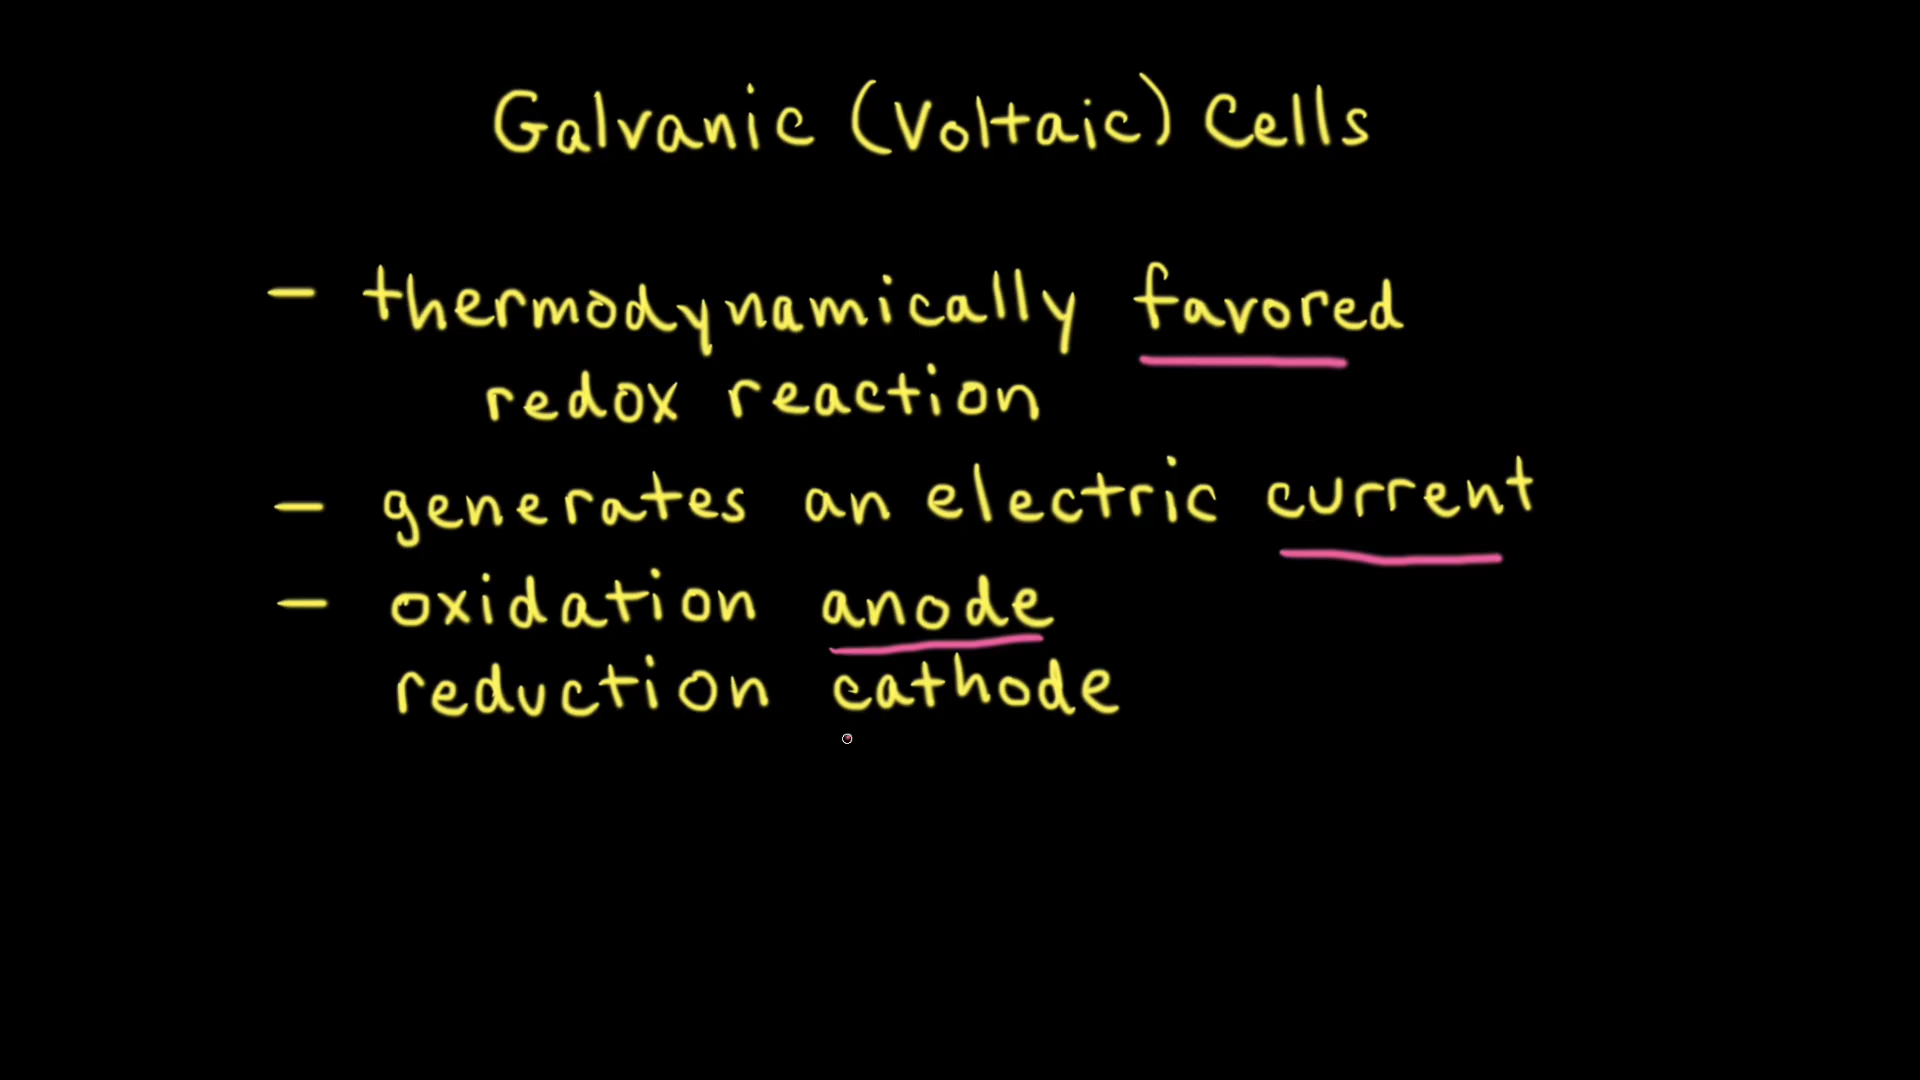 Galvanic (Voltaic) Cells
- thermodynamically favored
redox reaction
- generates an electric current
- oxidation anode
reduction cathode